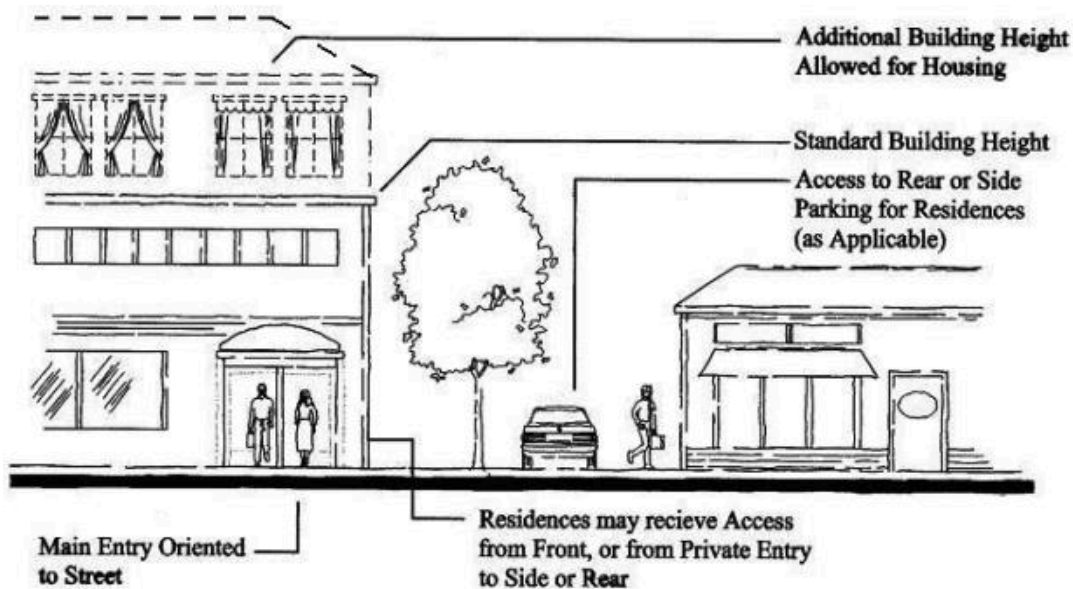 Additional Building Height
Allowed for Housing
Standard Building Height
Access to Rear or Side
Parking for Residences
(as Applicable)
Main Entry Oriented
to Street
Residences may recieve Access
from Front, or from Private Entry
to Side or Rear